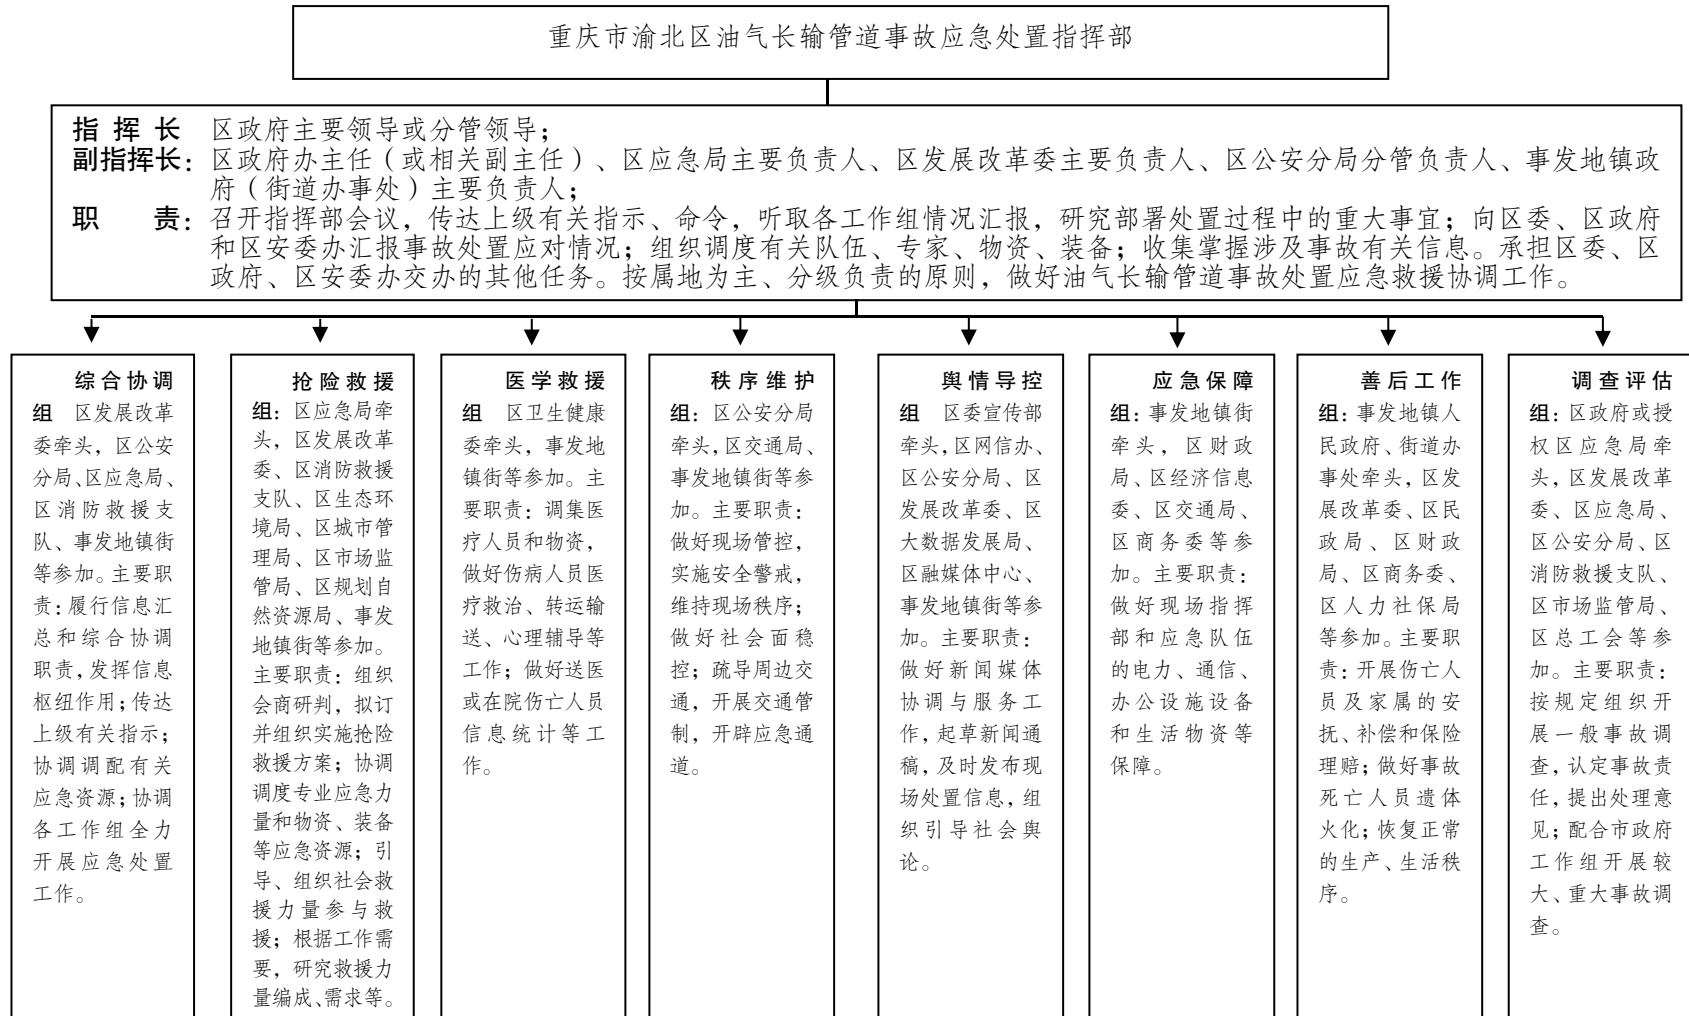 重庆市渝北区油气长输管道事故应急处置指挥部
指挥长 区政府主要领导或分管领导；
副指挥长：区政府办主任（或相关副主任）、区应急局主要负责人、区发展改革委主要负责人、区公安分局分管负责人、事发地镇政
府（街道办事处）主要负责人；
职 责：召开指挥部会议，传达上级有关指示、命令，听取各工作组情况汇报，研究部署处置过程中的重大事宜；向区委、区政府
和区安委办汇报事故处置应对情况；组织调度有关队伍、专家、物资、装备；收集掌握涉及事故有关信息。承担区委、区
政府、区安委办交办的其他任务。按属地为主、分级负责的原则，做好油气长输管道事故处置应急救援协调工作。
综合协调
组 区发展改革
委牵头，区公安
分局、区应急局、
区消防救援支
队、事发地镇街
等参加。主要职
责：履行信息汇
总和综合协调
职责，发挥信息
枢纽作用；传达
上级有关指示；
协调调配有关
应急资源；协调
各工作组全力
开展应急处置
工作。
抢险救援
组：区应急局牵
头，区发展改革
委、区消防救援
支队、区生态环
境局、区城市管
理局、区市场监
管局、区规划自
然资源局、事发
地镇街等参加。
主要职责：组织
会商研判，拟订
并组织实施抢险
救援方案；协调
调度专业应急力
量和物资、装备
等应急资源；引
导、组织社会救
援力量参与救
援；根据工作需
要，研究救援力
量编成、需求等。
医学救援
组 区卫生健康
委牵头，事发地
镇街等参加。主
要职责：调集医
疗人员和物资，
做好伤病人员医
疗救治、转运输
送、心理辅导等
工作；做好送医
或在院伤亡人员
信息统计等工
作。
秩序维护
组：区公安分局
牵头，区交通局、
事发地镇街等参
加。主要职责：
做好现场管控，
实施安全警戒，
维持现场秩序；
做好社会面稳
控；疏导周边交
通，开展交通管
制，开辟应急通
道。
舆情导控
组 区委宣传部
牵头，区网信办、
区公安分局、区
发展改革委、区
大数据发展局、
区融媒体中心、
事发地镇街等参
加。主要职责：
做好新闻媒体
协调与服务工
作，起草新闻通
稿，及时发布现
场处置信息，组
织引导社会舆
论。
应急保障
组：事发地镇街
牵头，区财政
局、区经济信息
委、区交通局、
区商务委等参
加。主要职责：
做好现场指挥
部和应急队伍
的电力、通信、
办公设施设备
和生活物资等
保障。
善后工作
组：事发地镇人
民政府、街道办
事处牵头，区发
展改革委、区民
政局、区财政
局、区商务委、
区人力社保局
等参加。主要职
责：开展伤亡人
员及家属的安
抚、补偿和保险
理赔；做好事故
死亡人员遗体
火化；恢复正常
的生产、生活秩
序。
调查评估
组：区政府或授
权区应急局牵
头，区发展改革
委、区应急局、
区公安分局、区
消防救援支队、
区市场监管局、
区总工会等参
加。主要职责：
按规定组织开
展一般事故调
查，认定事故责
任，提出处理意
见；配合市政府
工作组开展较
大、重大事故调
查。